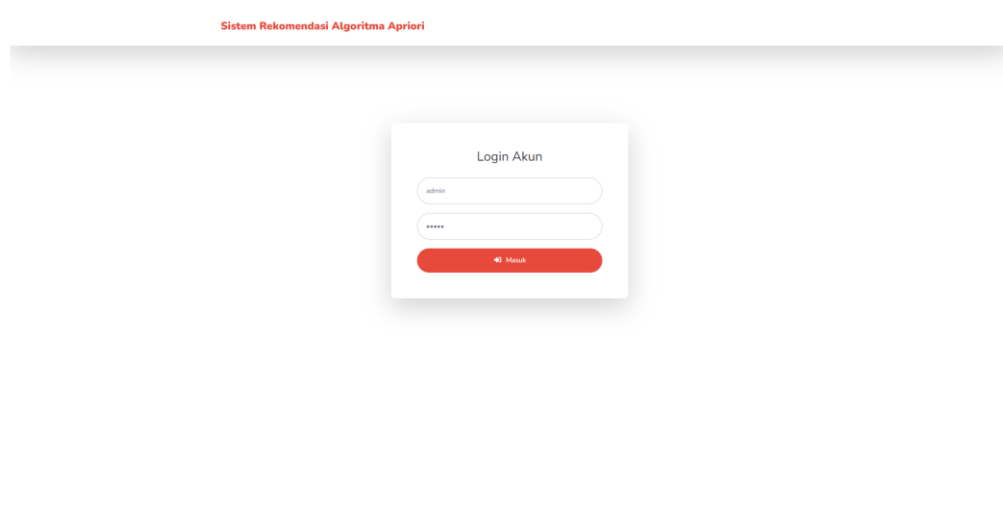 Sistem Rekomendasi Algoritma Apriori
Login Akun
admin
•••••
Masuk